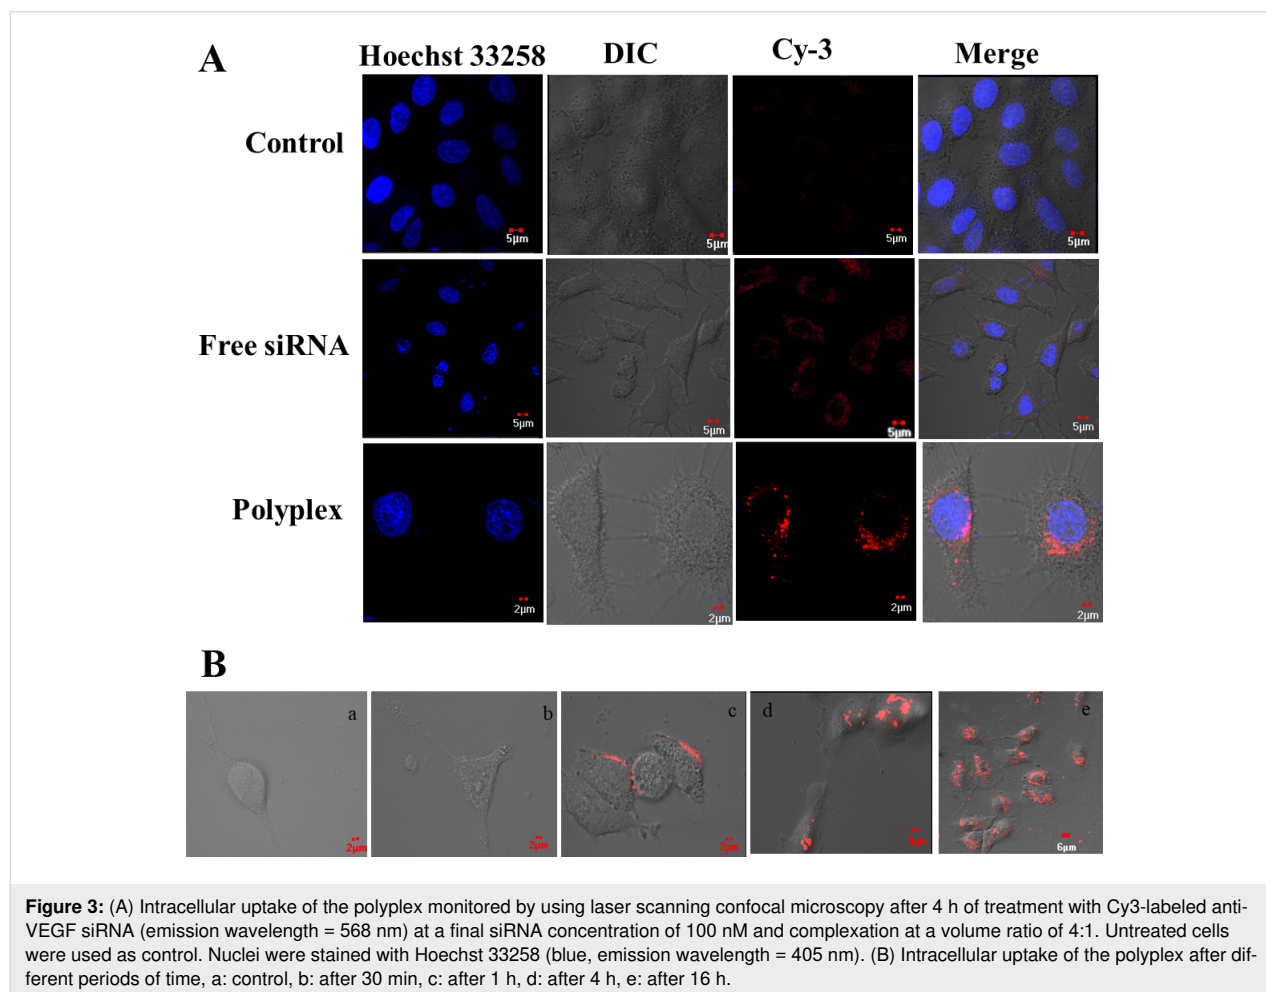 A
Hoechst 33258 DIC Cy-3 Merge
Control
5μm 5μm 5μm 5μm
Free siRNA
5μm 5μm 5μm 5μm
Polyplex
2μm 2μm 2μm 2μm
B
a b c d e
2μm 2μm 2μm 6μm
Figure 3: (A) Intracellular uptake of the polyplex monitored by using laser scanning confocal microscopy after 4 h of treatment with Cy3-labeled anti-
VEGF siRNA (emission wavelength = 568 nm) at a final siRNA concentration of 100 nM and complexation at a volume ratio of 4:1. Untreated cells
were used as control. Nuclei were stained with Hoechst 33258 (blue, emission wavelength = 405 nm). (B) Intracellular uptake of the polyplex after dif-
ferent periods of time, a: control, b: after 30 min, c: after 1 h, d: after 4 h, e: after 16 h.